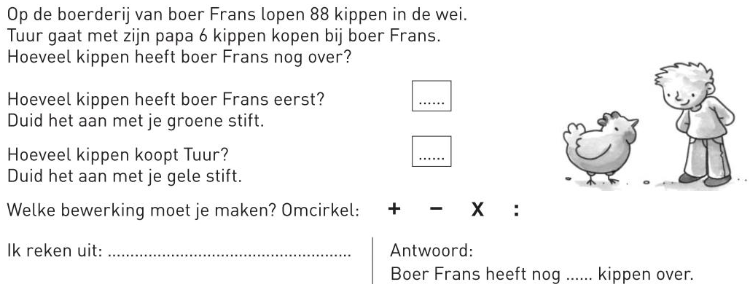 Op de boerderij van boer Frans lopen 88 kippen in de wei.
Tuur gaat met zijn papa 6 kippen kopen bij boer Frans.
Hoeveel kippen heeft boer Frans nog over?
Hoeveel kippen heeft boer Frans eerst? ......
Duid het aan met je groene stift.
Hoeveel kippen koopt Tuur? ......
Duid het aan met je gele stift.
Welke bewerking moet je maken? Omcirkel: + − X :
Ik reken uit: ......................................................
Antwoord:
Boer Frans heeft nog ...... kippen over.